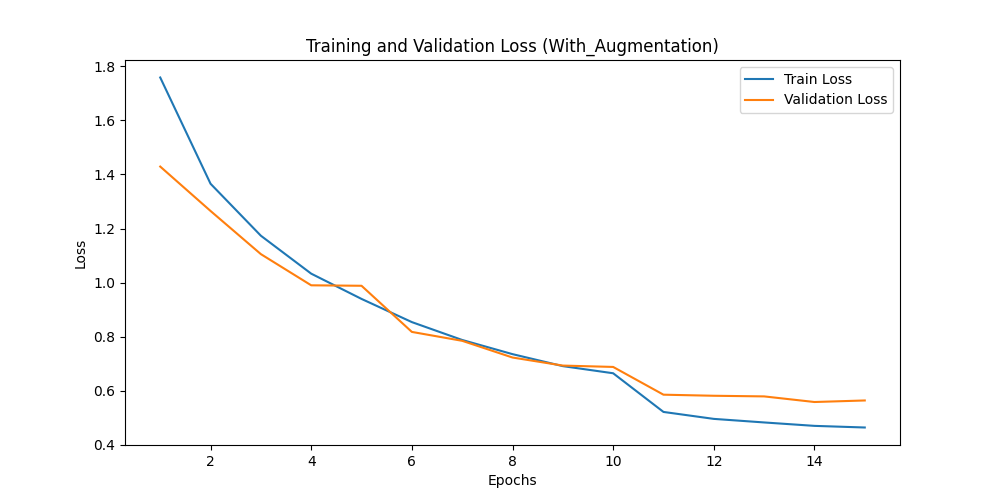 Training and Validation Loss (With_Augmentation)
Train Loss
Validation Loss
1.8
1.6
1.4
1.2
1.0
0.8
0.6
0.4
Loss
2 4 6 8 10 12 14
Epochs